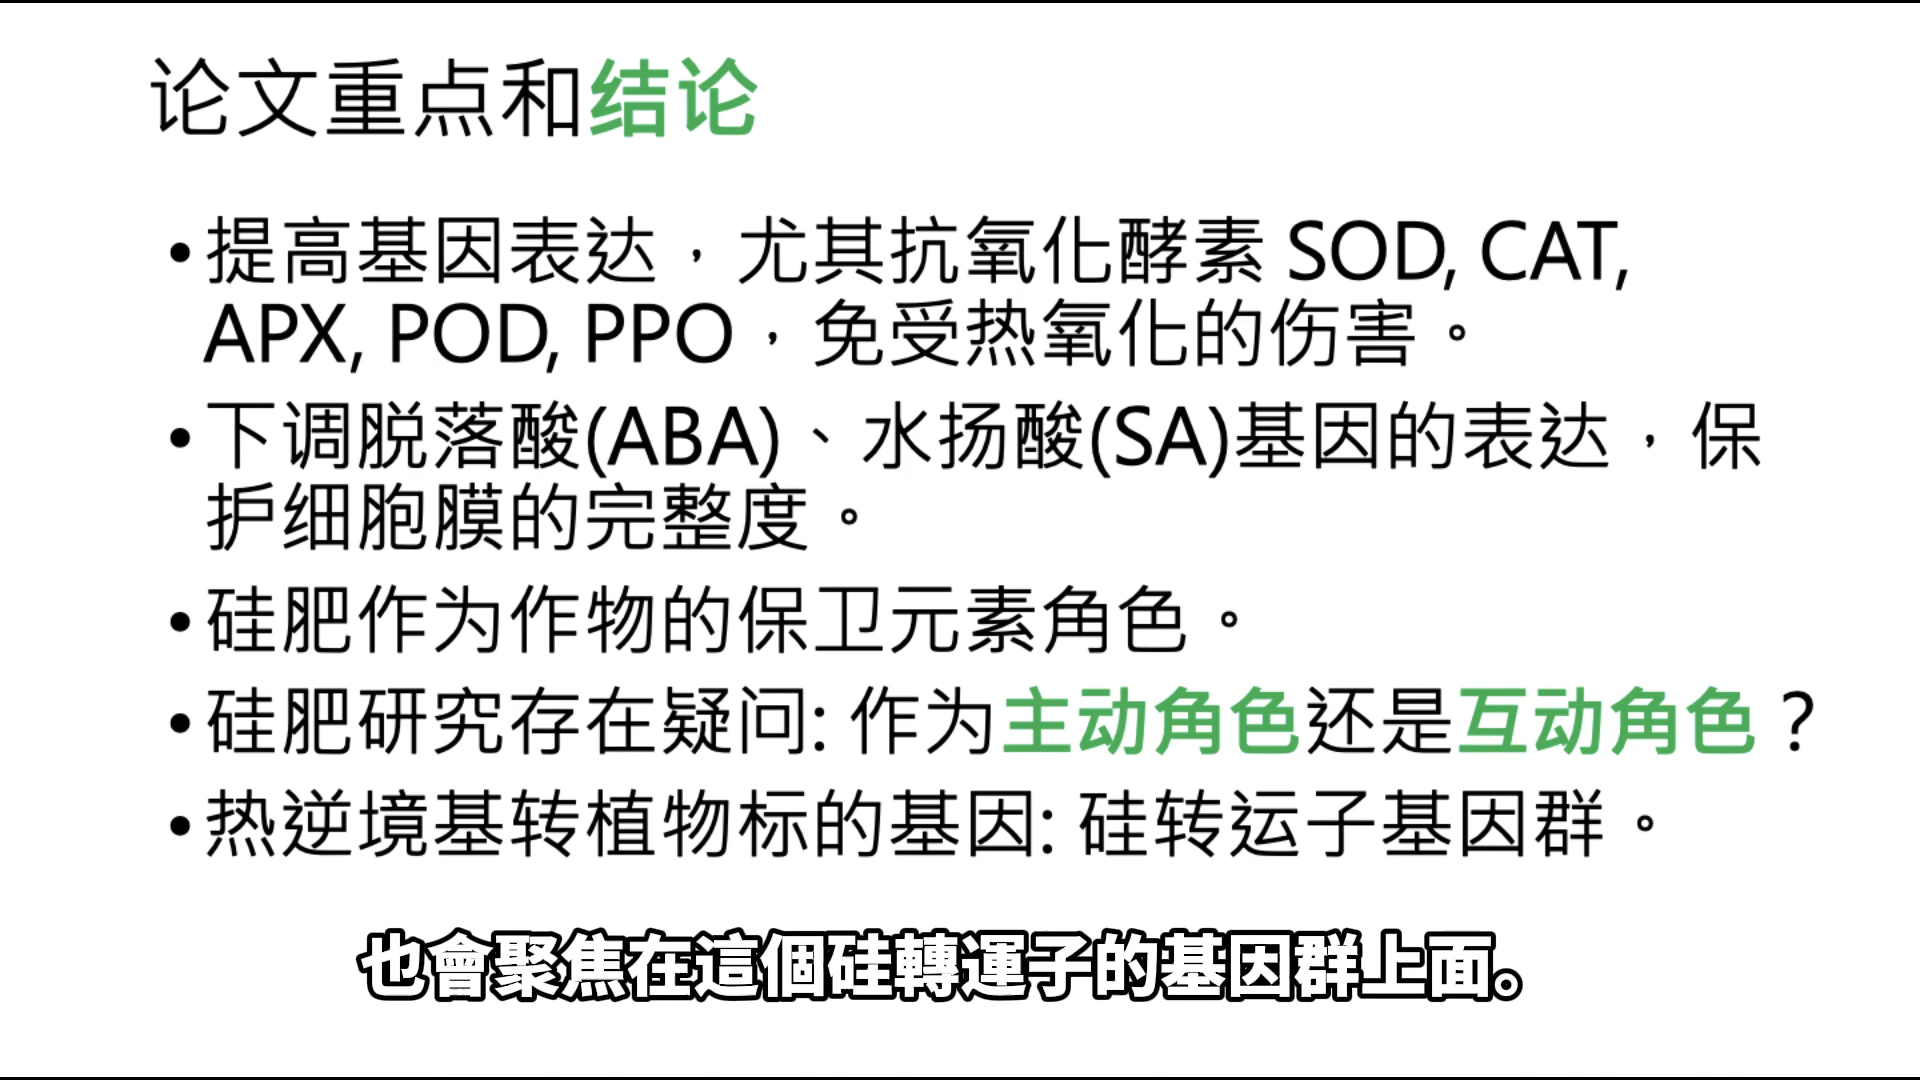 论文重点和结论
•提高基因表达，尤其抗氧化酵素 SOD, CAT,
APX, POD, PPO，免受热氧化的伤害。
•下调脱落酸(ABA)、水扬酸(SA)基因的表达，保
护细胞膜的完整度。
•硅肥作为作物的保卫元素角色。
•硅肥研究存在疑问: 作为主动角色还是互动角色？
•热逆境基转植物标的基因: 硅转运子基因群。
也會聚焦在這個硅轉運子的基因群上面。